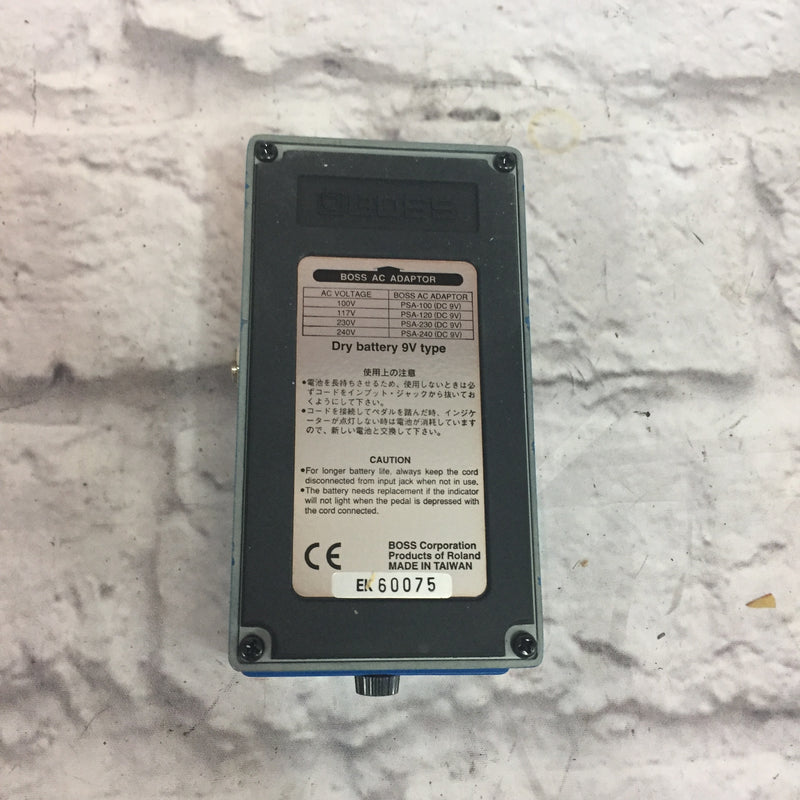 BOSS
BOSS AC ADAPTOR
AC VOLTAGE BOSS AC ADAPTOR
100V PSA-100 (DC 9V)
117V PSA-120 (DC 9V)
230V PSA-230 (DC 9V)
240V PSA-240 (DC 9V)
Dry battery 9V type
使用上の注意
●電池を長持ちさせるため、使用しないときは必
ずコードをインプット・ジャックから抜いてお
くようにして下さい。
●コードを接続してペダルを踏んだ時、インジケ
ーターが点灯しない時は電池が消耗しています
ので、新しい電池と交換して下さい。
CAUTION
●For longer battery life, always keep the cord
disconnected from input jack when not in use.
●The battery needs replacement if the indicator
will not light when the pedal is depressed with
the cord connected.
CE
BOSS Corporation
Products of Roland
MADE IN TAIWAN
EK60075